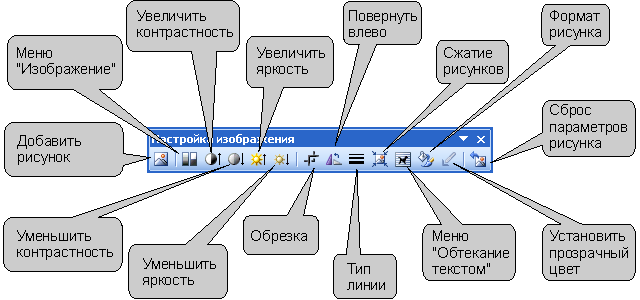 Увеличить
контрастность
Повернуть
влево
Формат
рисунка
Меню
"Изображение"
Увеличить
яркость
Сжатие
рисунков
Сброс
параметров
рисунка
Добавить
рисунок
Настройка изображения
Уменьшить
контрастность
Уменьшить
яркость
Обрезка
Тип
линии
Меню
"Обтекание
текстом"
Установить
прозрачный
цвет